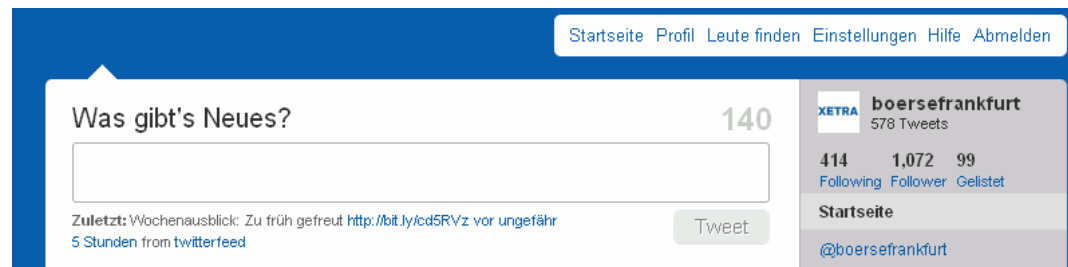 Startseite Profil Leute finden Einstellungen Hilfe Abmelden
Was gibt's Neues?
140
Zuletzt: Wochenausblick: Zu früh gefreut http://bit.ly/cd5RVz vor ungefähr
5 Stunden from twitterfeed
Tweet
XETRA
boersefrankfurt
578 Tweets
414 1,072 99
Following Follower Gelistet
Startseite
@boersefrankfurt